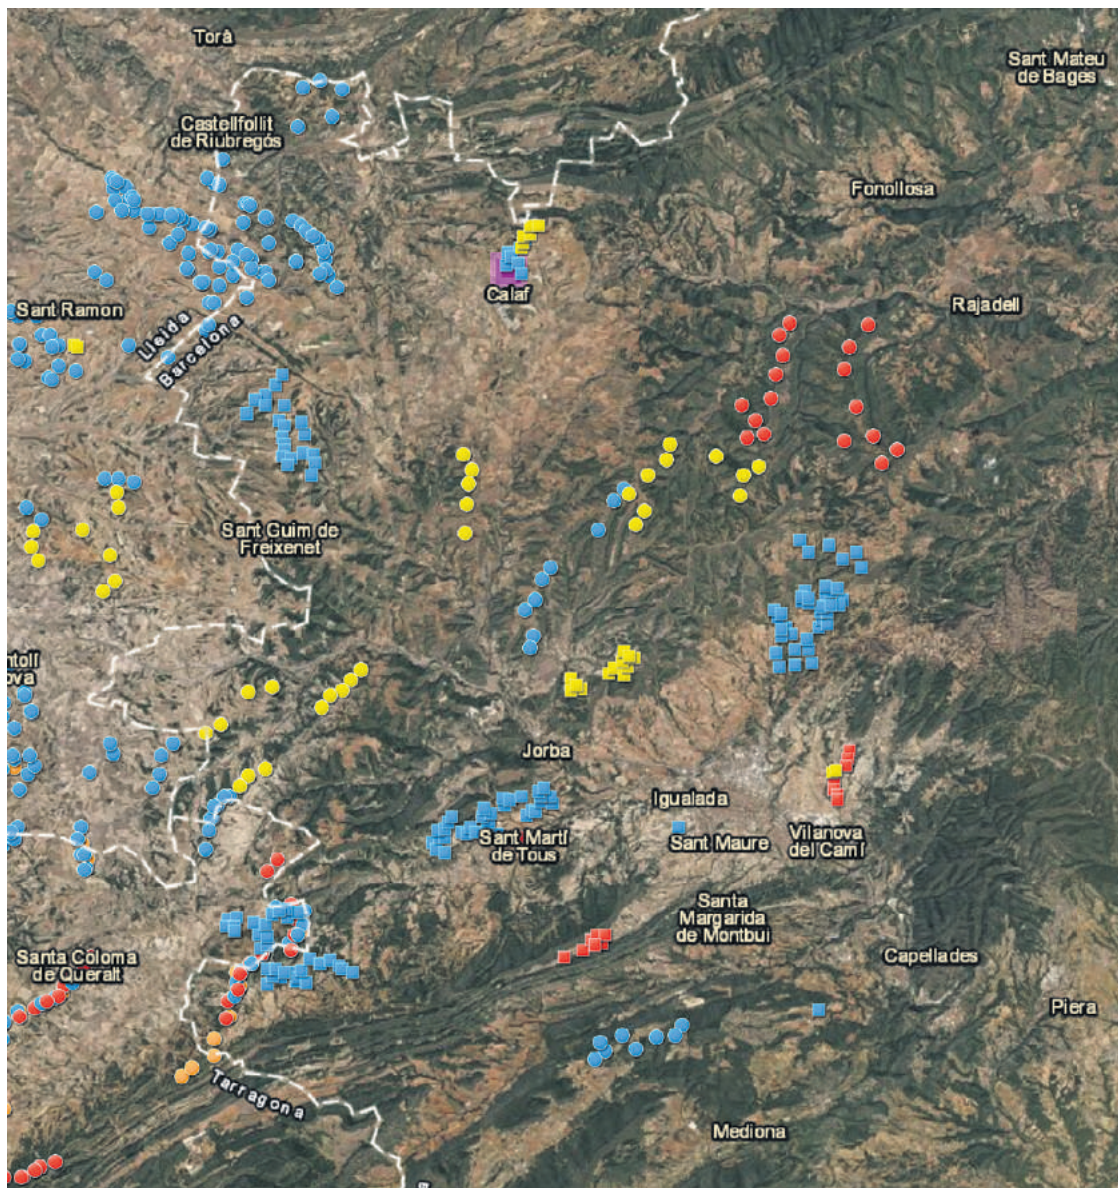 Torà
Sant Mateu
de Bages
Castellfollit
de Riubregós
Fonollosa
Calaf
Sant Ramon
Rajadell
Lleida
Barcelona
Sant Guim de
Freixenet
Jorba
Igualada
Sant Martí
de Tous
Sant Maure
Vilanova
del Camí
Santa
Margarida
de Montbui
Santa Coloma
de Queralt
Capellades
Piera
Tarragona
Mediona